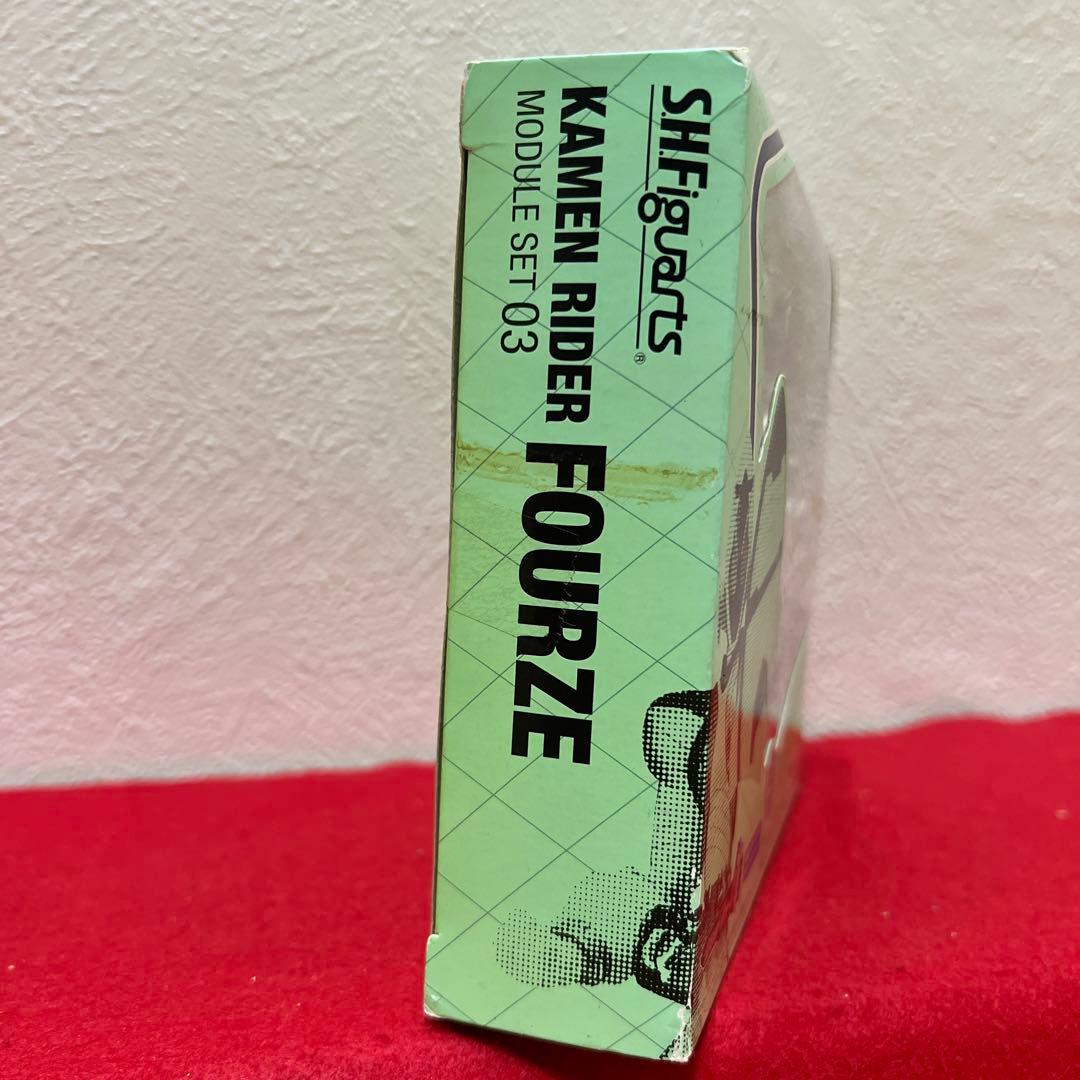 S.H.Figuarts®
KAMEN RIDER FOURZE
MODULE SET 03